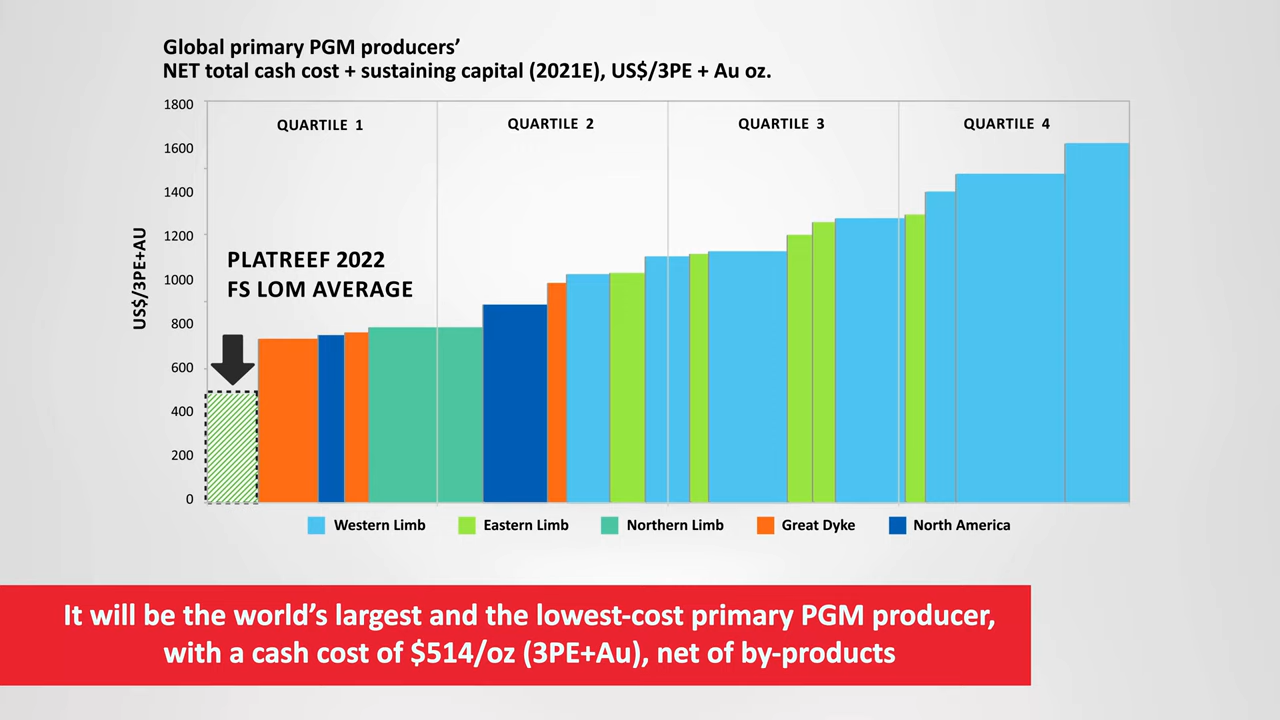 Global primary PGM producers’
NET total cash cost + sustaining capital (2021E), US$/3PE + Au oz.
1800
1600
1400
1200
1000
800
600
400
200
0
US$/3PE+AU
QUARTILE 1
QUARTILE 2
QUARTILE 3
QUARTILE 4
PLATREEF 2022
FS LOM AVERAGE
Western Limb
Eastern Limb
Northern Limb
Great Dyke
North America
It will be the world’s largest and the lowest-cost primary PGM producer,
with a cash cost of $514/oz (3PE+Au), net of by-products